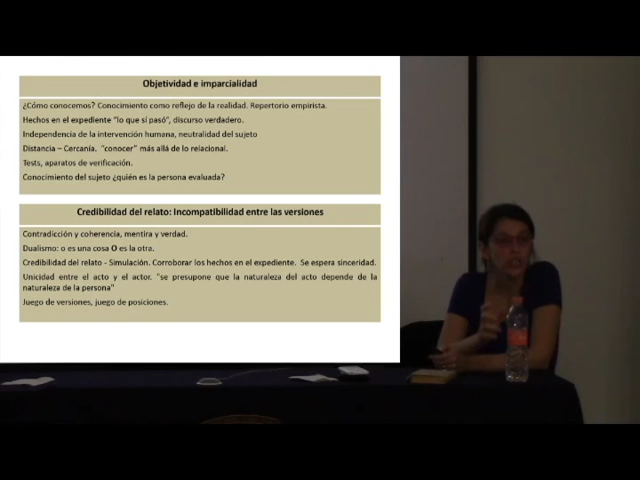 Objetividad e imparcialidad
¿Cómo conocemos? Conocimiento como reflejo de la realidad. Repertorio empirista.
Hechos en el expediente "lo que sí pasó", discurso verdadero.
Independencia de la intervención humana, neutralidad del sujeto
Distancia – Cercanía. "conocer" más allá de lo relacional.
Tests, aparatos de verificación.
Conocimiento del sujeto ¿quién es la persona evaluada?
Credibilidad del relato: Incompatibilidad entre las versiones
Contradicción y coherencia, mentira y verdad.
Dualismo: o es una cosa O es la otra.
Credibilidad del relato - Simulación. Corroborar los hechos en el expediente. Se espera sinceridad.
Unicidad entre el acto y el actor. "se presupone que la naturaleza del acto depende de la
naturaleza de la persona"
Juego de versiones, juego de posiciones.